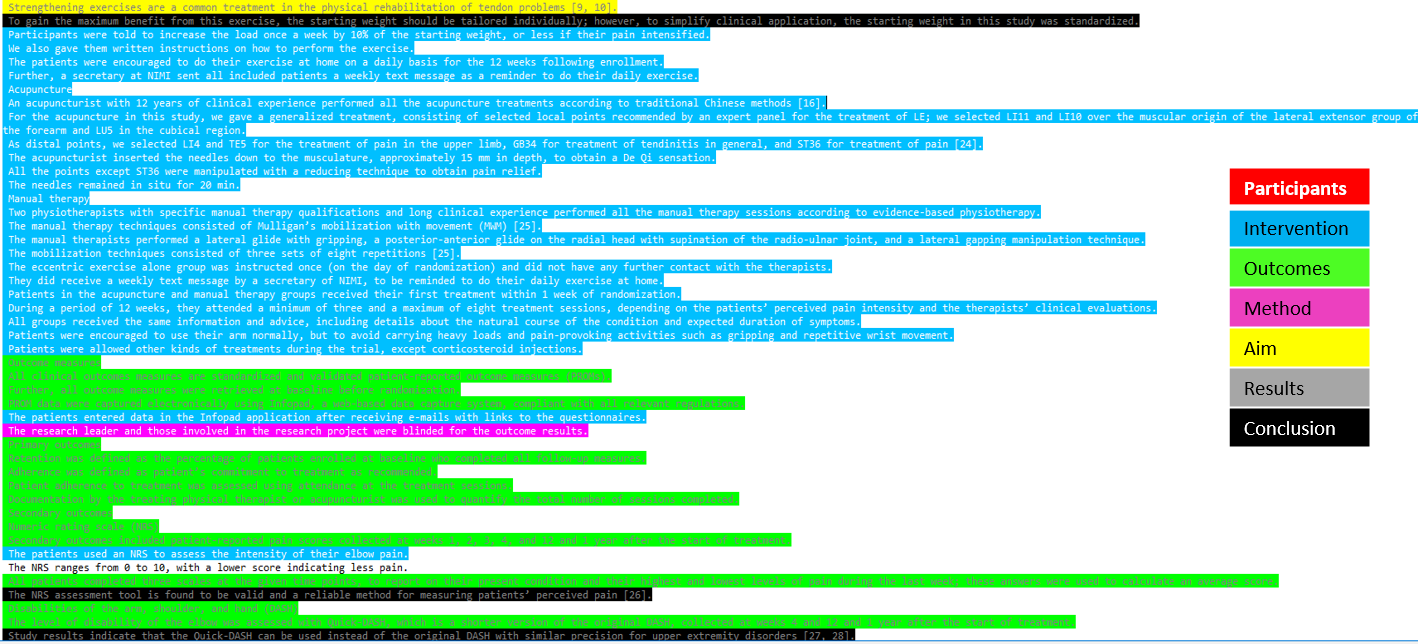 Strengthening exercises are a common treatment in the physical rehabilitation of tendon problems [9, 10].
To gain the maximum benefit from this exercise, the starting weight should be tailored individually; however, to simplify clinical application, the starting weight in this study was standardized.
Participants were told to increase the load once a week by 10% of the starting weight, or less if their pain intensified.
We also gave them written instructions on how to perform the exercise.
The patients were encouraged to do their exercise at home on a daily basis for the 12 weeks following enrollment.
Further, a secretary at NIMI sent all included patients a weekly text message as a reminder to do their daily exercise.
Acupuncture
An acupuncturist with 12 years of clinical experience performed all the acupuncture treatments according to traditional Chinese methods [16].
For the acupuncture in this study, we gave a generalized treatment, consisting of selected local points recommended by an expert panel for the treatment of LE; we selected LI11 and LI10 over the muscular origin of the lateral extensor group of
the forearm and LU5 in the cubical region.
As distal points, we selected LI4 and TE5 for the treatment of pain in the upper limb, GB34 for treatment of tendinitis in general, and ST36 for treatment of pain [24].
The acupuncturist inserted the needles down to the musculature, approximately 15 mm in depth, to obtain a De Qi sensation.
All the points except ST36 were manipulated with a reducing technique to obtain pain relief.
The needles remained in situ for 20 min.
Manual therapy
Two physiotherapists with specific manual therapy qualifications and long clinical experience performed all the manual therapy sessions according to evidence-based physiotherapy.
The manual therapy techniques consisted of Mulligan's mobilization with movement (MWM) [25].
The manual therapists performed a lateral glide with gripping, a posterior-anterior glide on the radial head with supination of the radio-ulnar joint, and a lateral gapping manipulation technique.
The mobilization techniques consisted of three sets of eight repetitions [25].
The eccentric exercise alone group was instructed once (on the day of randomization) and did not have any further contact with the therapists.
They did receive a weekly text message by a secretary of NIMI, to be reminded to do their daily exercise at home.
Patients in the acupuncture and manual therapy groups received their first treatment within 1 week of randomization.
During a period of 12 weeks, they attended a minimum of three and a maximum of eight treatment sessions, depending on the patients' perceived pain intensity and the therapists' clinical evaluations.
All groups received the same information and advice, including details about the natural course of the condition and expected duration of symptoms.
Patients were encouraged to use their arm normally, but to avoid carrying heavy loads and pain-provoking activities such as gripping and repetitive wrist movement.
Patients were allowed other kinds of treatments during the trial, except corticosteroid injections.
Outcome measures
All clinical outcomes measures are standardized and validated patient-reported outcome measures (PROMs).
Further, all outcome measures were retrieved at baseline before randomization.
PROM data were captured electronically using Infopad, a web-based data capture system, compliant with all relevant regulations.
The patients entered data in the Infopad application after receiving e-mails with links to the questionnaires.
The research leader and those involved in the research project were blinded for the outcome results.
Primary outcomes
Retention was defined as the percentage of patients enrolled at baseline who completed all follow-up measures.
Adherence was defined as patient's commitment to treatment as recommended.
Patient adherence to treatment was assessed using attendance at the treatment sessions.
Documentation by the treating physical therapist or acupuncturist was used to quantify the total number of sessions completed.
Secondary outcomes
Numeric rating scale (NRS)
Secondary outcomes included patient-reported pain scores collected at weeks 1, 2, 3, 4, and 12 and 1 year after the start of treatment.
The patients used an NRS to assess the intensity of their elbow pain.
The NRS ranges from 0 to 10, with a lower score indicating less pain.
All patients completed three scales at the given time points, to report on their present condition and their highest and lowest levels of pain during the last week; these answers were used to calculate an average score.
The NRS assessment tool is found to be valid and a reliable method for measuring patients' perceived pain [26].
Disabilities of the arm, shoulder, and hand (DASH)
The level of disability of the elbow was assessed with Quick-DASH, which is a shorter version of the original DASH, collected at weeks 4 and 12 and 1 year after the start of treatment.
Study results indicate that the Quick-DASH can be used instead of the original DASH with similar precision for upper extremity disorders [27, 28].
Participants
Intervention
Outcomes
Method
Aim
Results
Conclusion